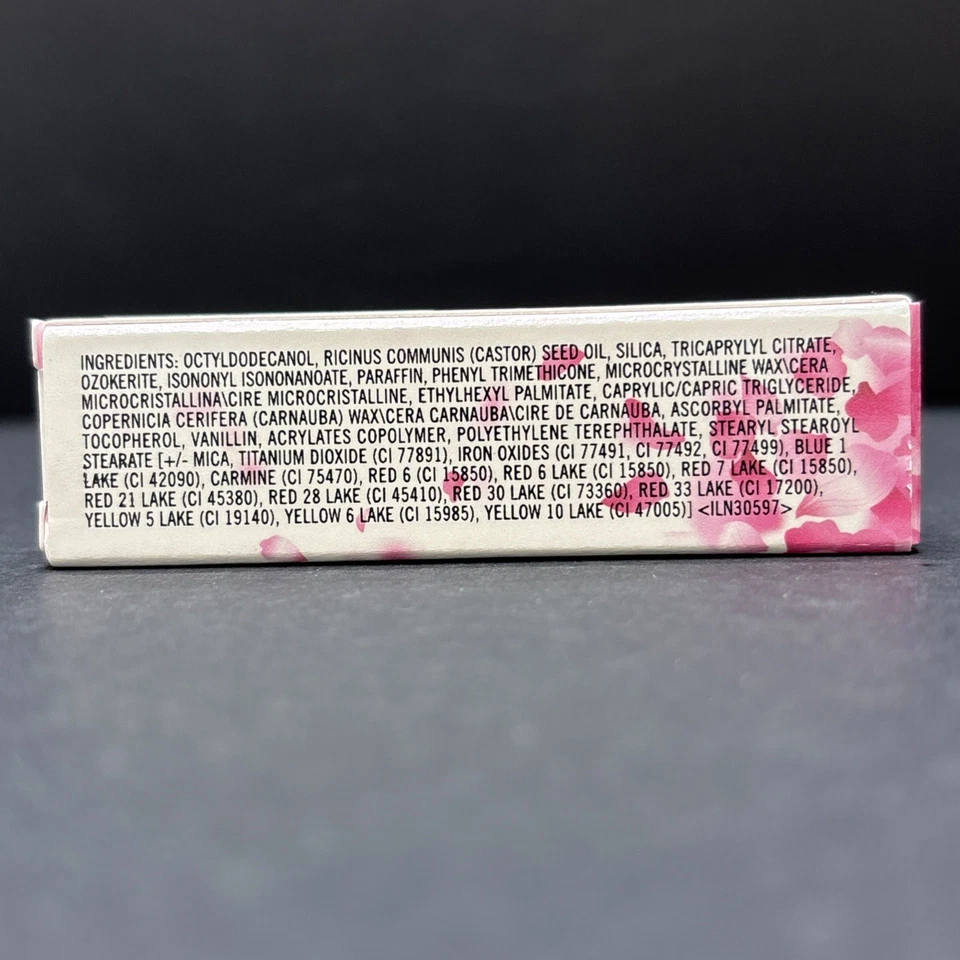 INGREDIENTS: OCTYLDODECANOL, RICINUS COMMUNIS (CASTOR) SEED OIL, SILICA, TRICAPRYLYL CITRATE,
OZOKERITE, ISONONYL ISONONANOATE, PARAFFIN, PHENYL TRIMETHICONE, MICROCRYSTALLINE WAX\CERA
MICROCRISTALLINA\CIRE MICROCRISTALLINE, ETHYLHEXYL PALMITATE, CAPRYLIC/CAPRIC TRIGLYCERIDE,
COPERNICIA CERIFERA (CARNAUBA) WAX\CERA CARNAUBA\CIRE DE CARNAUBA, ASCORBYL PALMITATE,
TOCOPHEROL, VANILLIN, ACRYLATES COPOLYMER, POLYETHYLENE TEREPHTHALATE, STEARYL STEAROYL
STEARATE [+/- MICA, TITANIUM DIOXIDE (CI 77891), IRON OXIDES (CI 77491, CI 77492, CI 77499), BLUE 1
LAKE (CI 42090), CARMINE (CI 75470), RED 6 (CI 15850), RED 6 LAKE (CI 15850), RED 7 LAKE (CI 15850),
RED 21 LAKE (CI 45380), RED 28 LAKE (CI 45410), RED 30 LAKE (CI 73360), RED 33 LAKE (CI 17200),
YELLOW 5 LAKE (CI 19140), YELLOW 6 LAKE (CI 15985), YELLOW 10 LAKE (CI 47005)] <ILN30597>